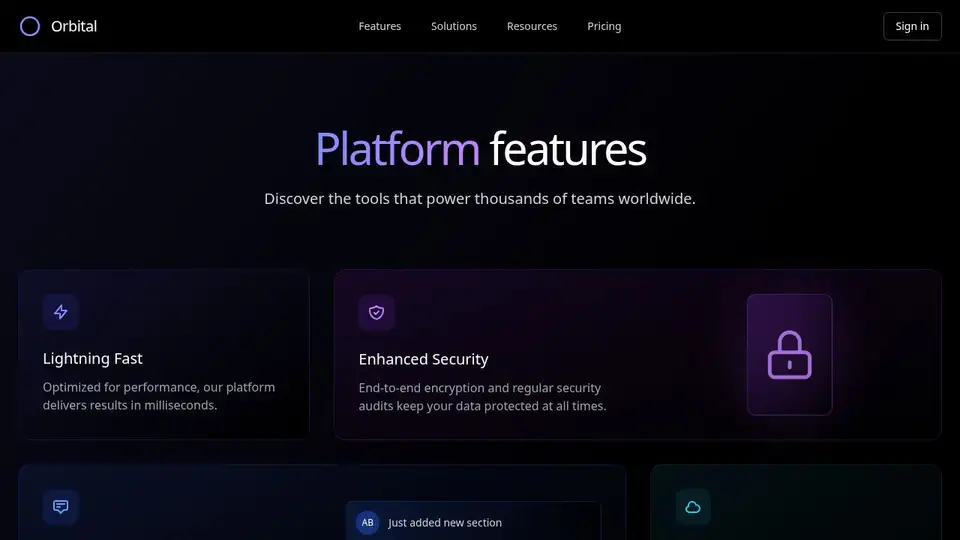 Orbital
Features
Solutions
Resources
Pricing
Sign in
Platform features
Discover the tools that power thousands of teams worldwide.
Lightning Fast
Optimized for performance, our platform
delivers results in milliseconds.
Enhanced Security
End-to-end encryption and regular security
audits keep your data protected at all times.
AB
Just added new section